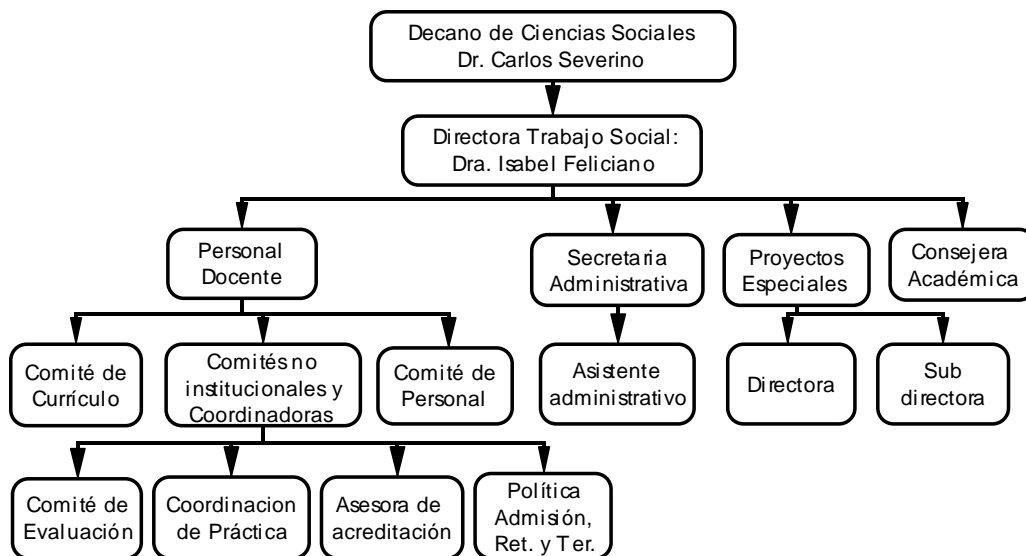 Decano de Ciencias Sociales
Dr. Carlos Severino
Directora Trabajo Social:
Dra. Isabel Feliciano
Personal
Docente
Secretaria
Administrativa
Proyectos
Especiales
Consejera
Académica
Comité de
Currículo
Comités no
institucionales y
Coordinadoras
Comité de
Personal
Asistente
administrativo
Directora
Sub
directora
Comité de
Evaluación
Coordinacion
de Práctica
Asesora de
acreditación
Política
Admisión,
Ret. y Ter.